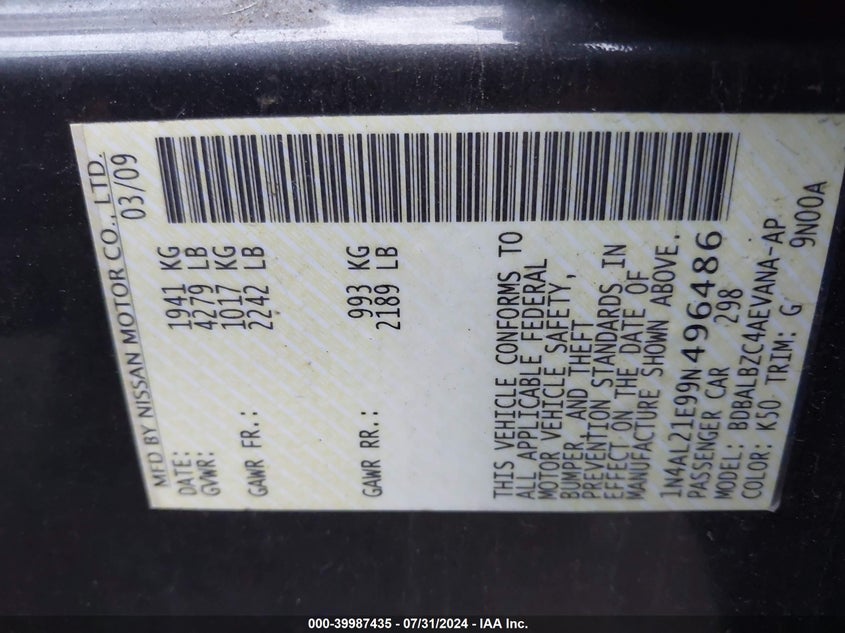 MFD BY NISSAN MOTOR CO., LTD.
DATE: 03/09
GVWR: 1941 KG
4279 LB
GAWR FR.: 1017 KG
2242 LB
GAWR RR.: 993 KG
2189 LB
THIS VEHICLE CONFORMS TO
ALL APPLICABLE FEDERAL
MOTOR VEHICLE SAFETY,
BUMPER, AND THEFT
PREVENTION STANDARDS IN
EFFECT ON THE DATE OF
MANUFACTURE SHOWN ABOVE.
1N4AL21E99N496486
PASSENGER CAR 298
MODEL: BDBALBZC4AEVANA-AP
COLOR: K50 TRIM: G 9N00A
000-39987435 - 07/31/2024 - IAA Inc.